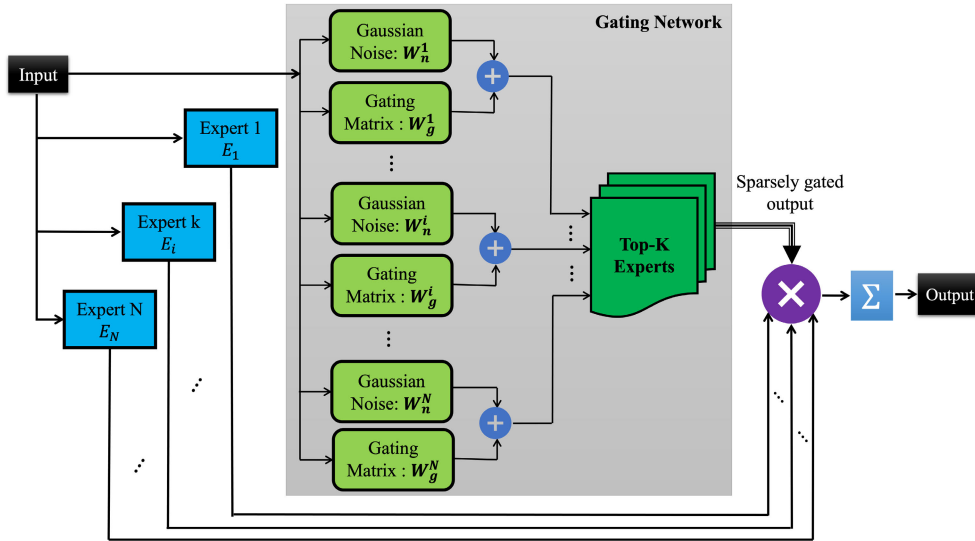 Gating Network
Input
Gaussian
Noise: W_n^1
Gating
Matrix : W_g^1
Expert 1
E_1
Expert k
E_i
Expert N
E_N
Gaussian
Noise: W_n^i
Gating
Matrix : W_g^i
Gaussian
Noise: W_n^N
Gating
Matrix : W_g^N
Top-K
Experts
Sparsely gated
output
Σ
Output